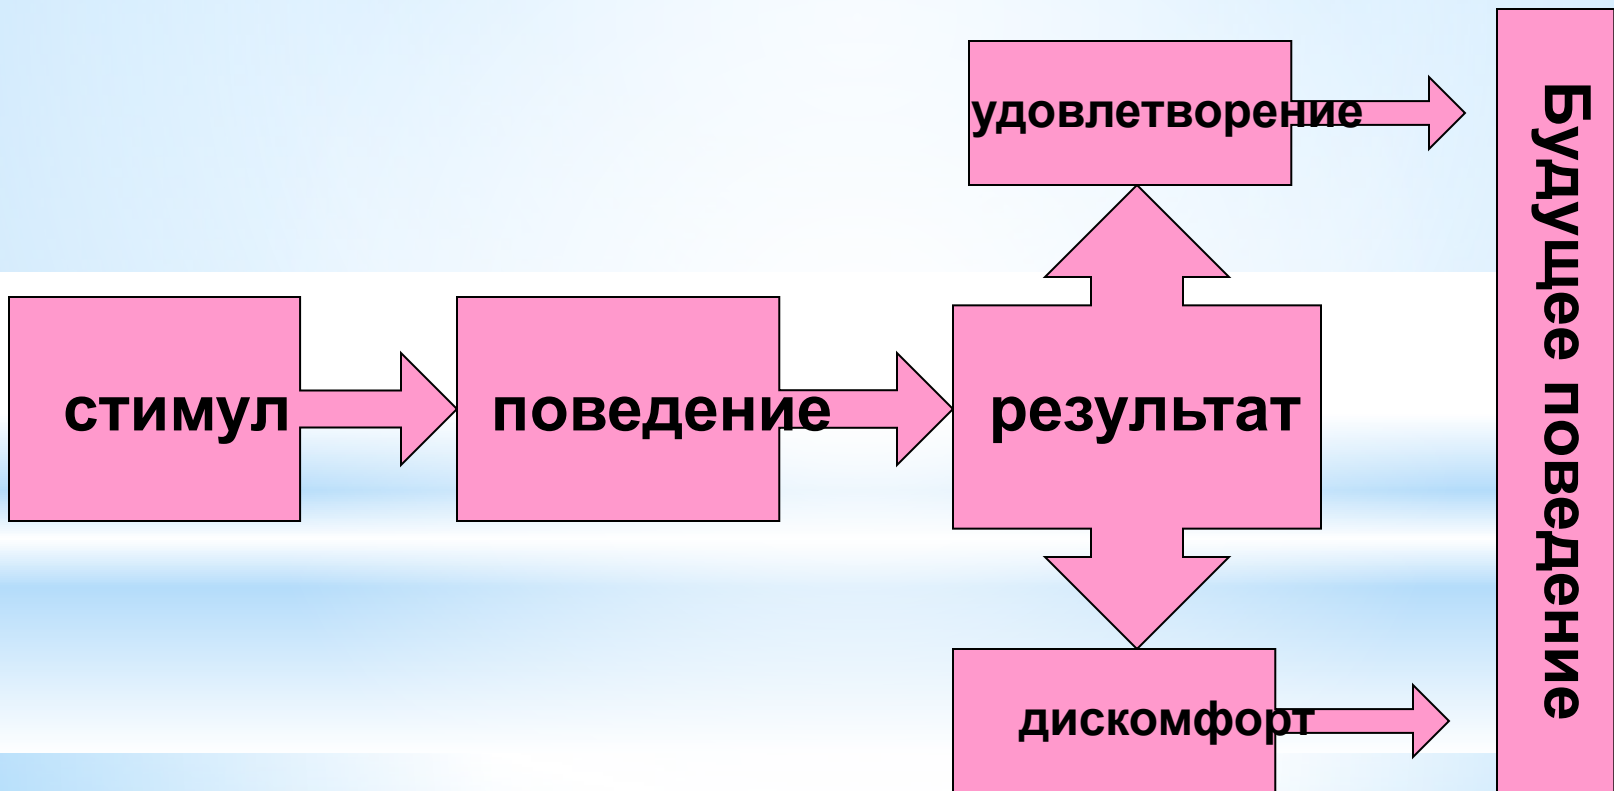 удовлетворение
стимул
поведение
результат
дискомфорт
Будущее поведение